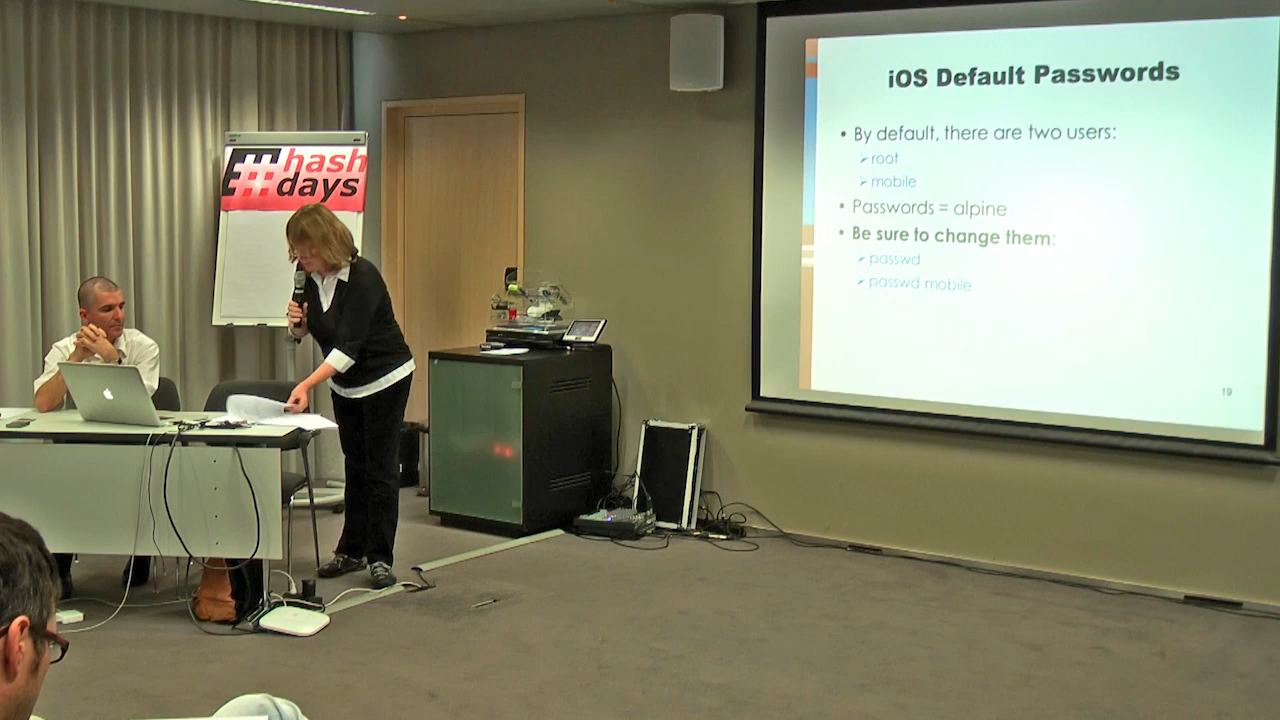 hash
days
iOS Default Passwords
• By default, there are two users:
➢ root
➢ mobile
• Passwords = alpine
• Be sure to change them:
➢ passwd
➢ passwd mobile
19